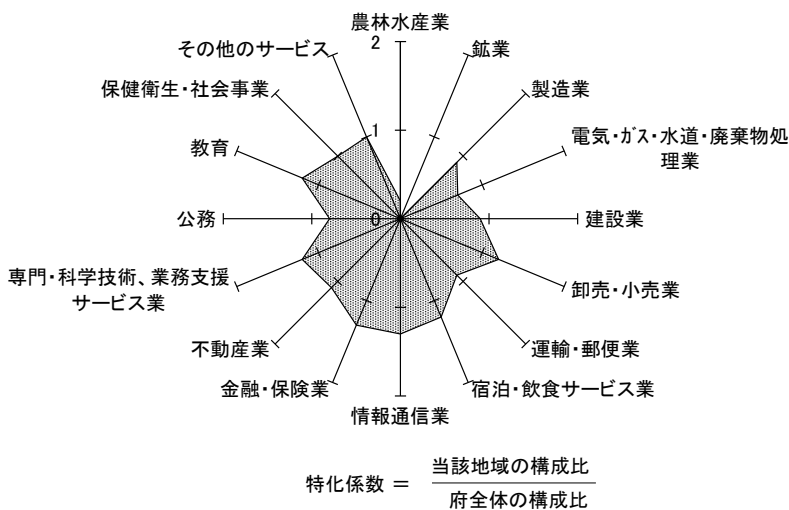 農林水産業
鉱業
製造業
電気・ガス・水道・廃棄物処
理業
建設業
卸売・小売業
運輸・郵便業
宿泊・飲食サービス業
情報通信業
金融・保険業
不動産業
専門・科学技術、業務支援
サービス業
公務
教育
保健衛生・社会事業
その他のサービス
2
1
0
特化係数 = 当該地域の構成比
府全体の構成比